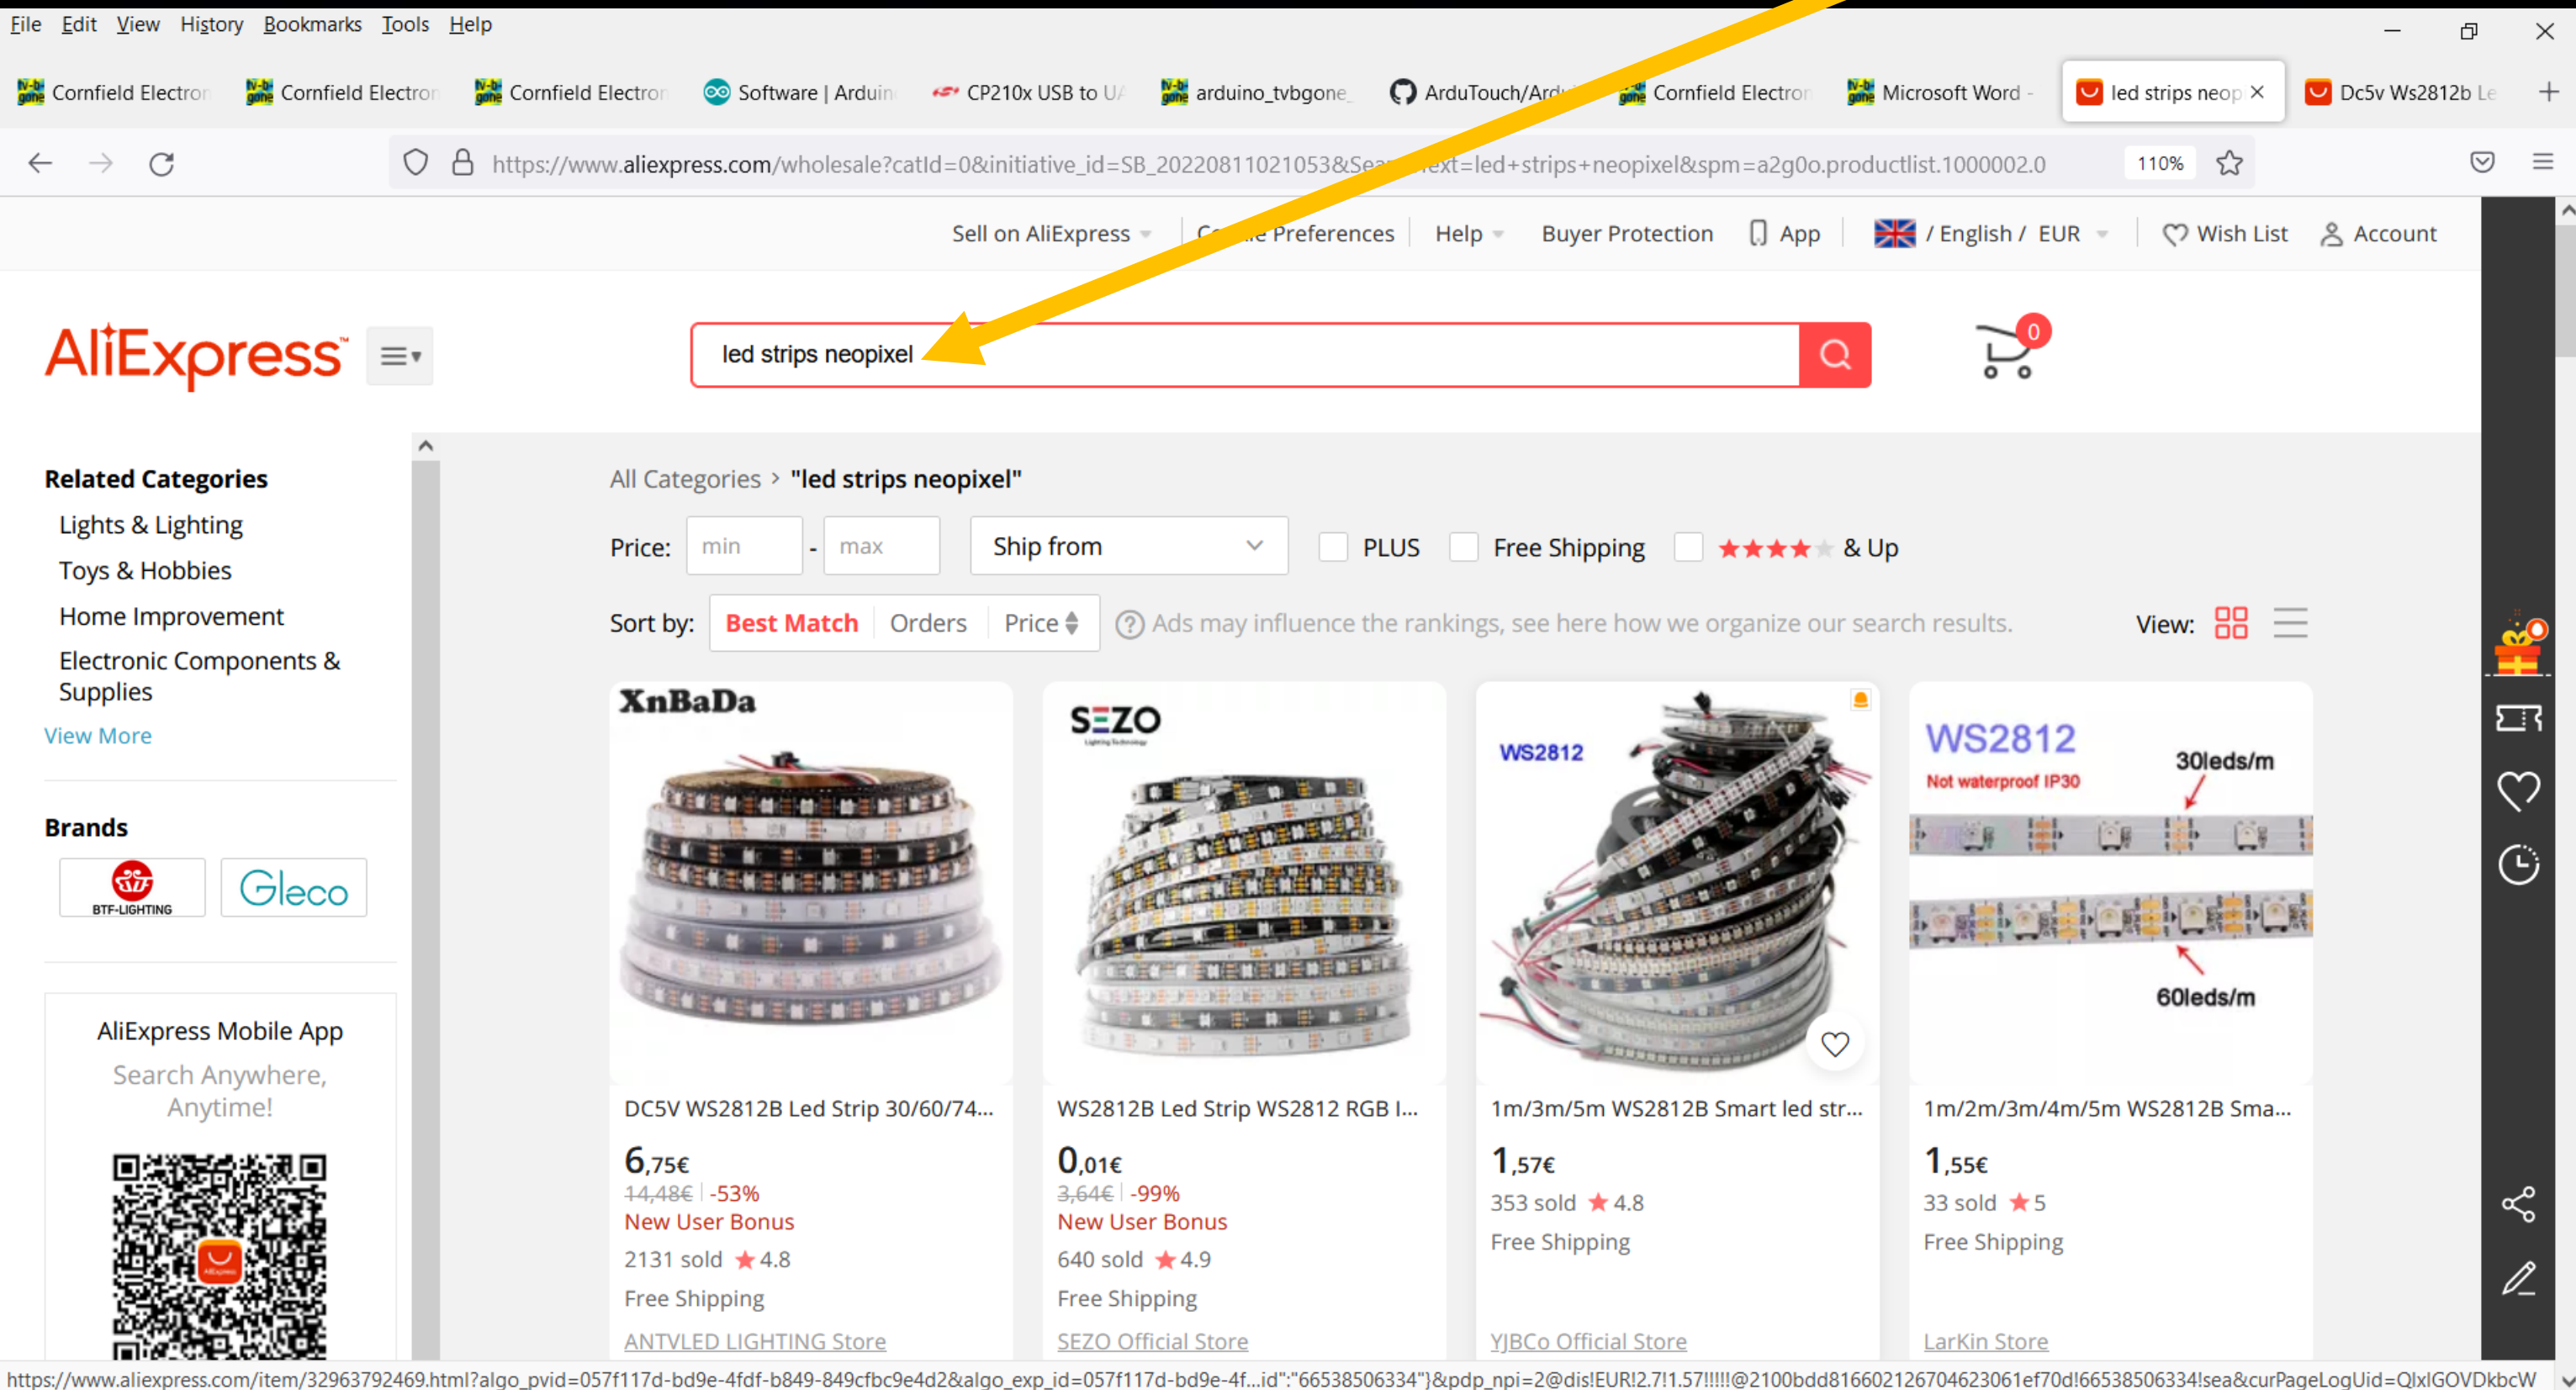 File Edit View History Bookmarks Tools Help
Cornfield Electron Cornfield Electron Cornfield Electron Software | Arduin CP210x USB to UA arduino_tvbgone_ ArduTouch/Ardu Cornfield Electron Microsoft Word - led strips neop Dc5v Ws2812b Le
https://www.aliexpress.com/wholesale?catId=0&initiative_id=SB_20220811021053&Sea ext=led+strips+neopixel&spm=a2g0o.productlist.1000002.0 110%
Sell on AliExpress Preferences Help Buyer Protection App / English / EUR Wish List Account
AliExpress™
led strips neopixel
0
Related Categories
Lights & Lighting
Toys & Hobbies
Home Improvement
Electronic Components &
Supplies
View More
Brands
BTF-LIGHTING Gleco
AliExpress Mobile App
Search Anywhere,
Anytime!
All Categories > "led strips neopixel"
Price: min - max Ship from PLUS Free Shipping & Up
Sort by: Best Match Orders Price Ads may influence the rankings, see here how we organize our search results. View:
XnBaDa
DC5V WS2812B Led Strip 30/60/74...
6,75€
14,48€ | -53%
New User Bonus
2131 sold 4.8
Free Shipping
ANTVLED LIGHTING Store
SEZO
Lighting Technology
WS2812B Led Strip WS2812 RGB I...
0,01€
3,64€ | -99%
New User Bonus
640 sold 4.9
Free Shipping
SEZO Official Store
WS2812
1m/3m/5m WS2812B Smart led str...
1,57€
353 sold 4.8
Free Shipping
YJBCo Official Store
WS2812
Not waterproof IP30
30leds/m
60leds/m
1m/2m/3m/4m/5m WS2812B Sma...
1,55€
33 sold 5
Free Shipping
LarKin Store
https://www.aliexpress.com/item/32963792469.html?algo_pvid=057f117d-bd9e-4fdf-b849-849cfbc9e4d2&algo_exp_id=057f117d-bd9e-4f...id":"66538506334"}&pdp_npi=2@dis!EUR!2.7!1.57!!!!!@2100bdd81660212670462306​1ef70d!66538506334!sea&curPageLogUid=QlxIGOVDkbcW